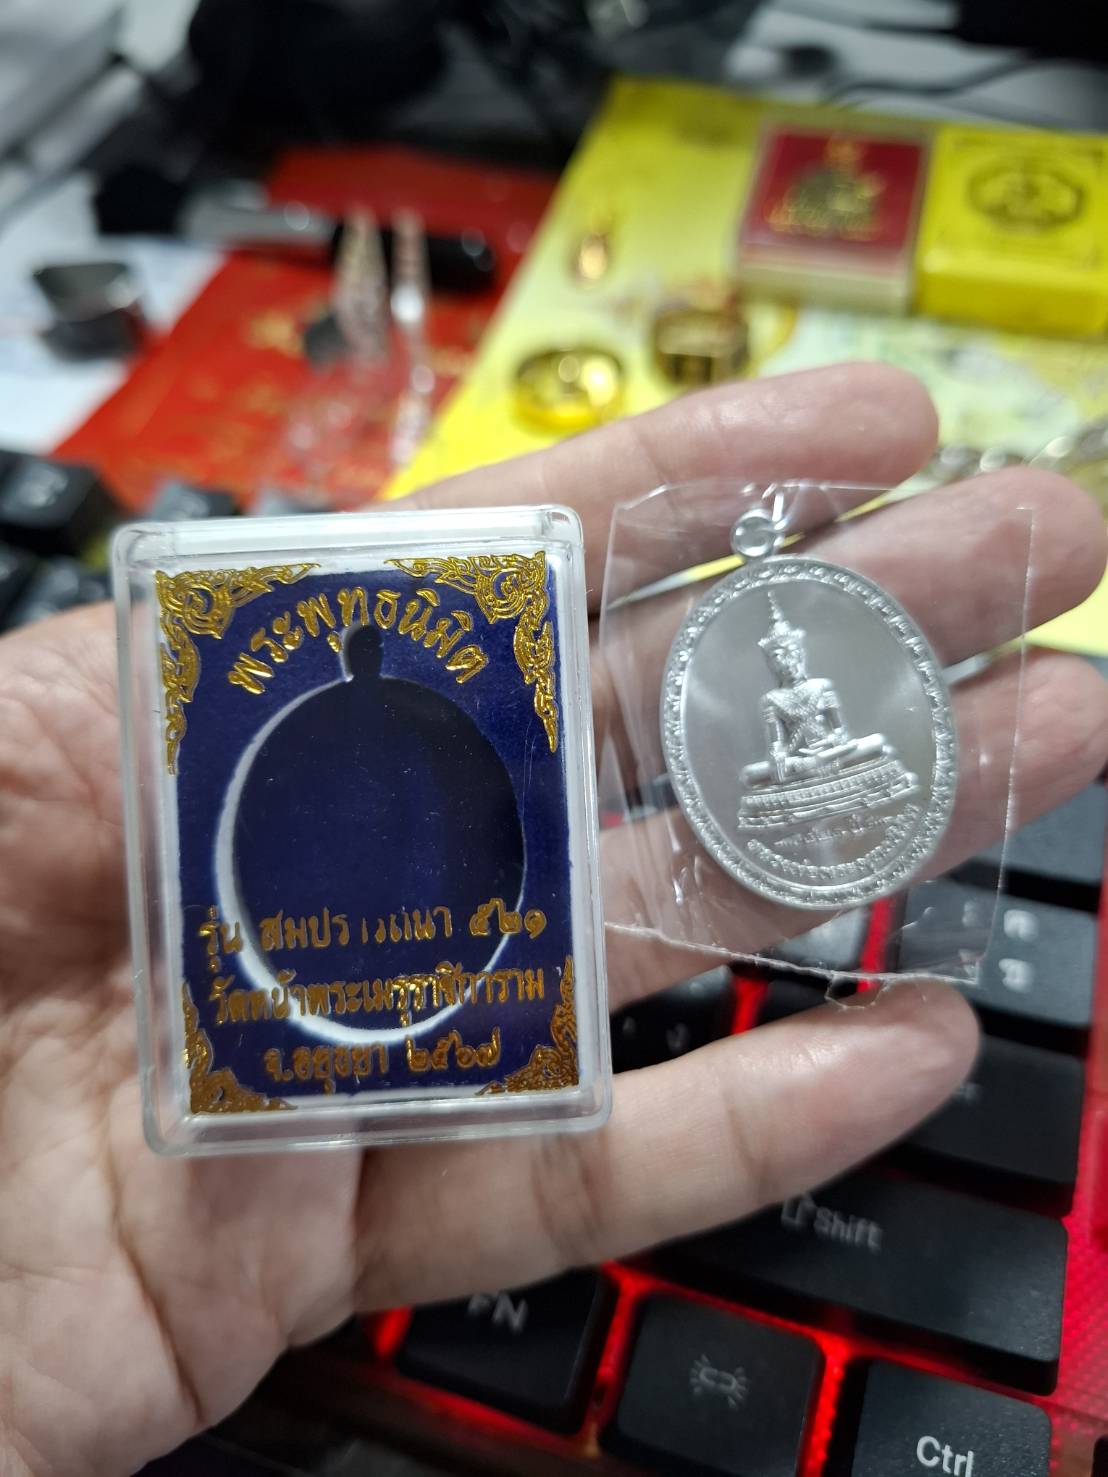 พระพุทธนิมิต
รุ่น สมปรารถนา ๕๒๑
วัดหน้าพระเมรุราชิการาม
จ.อยุธยา ๒๕๖๗
Shift
FN
Ctrl